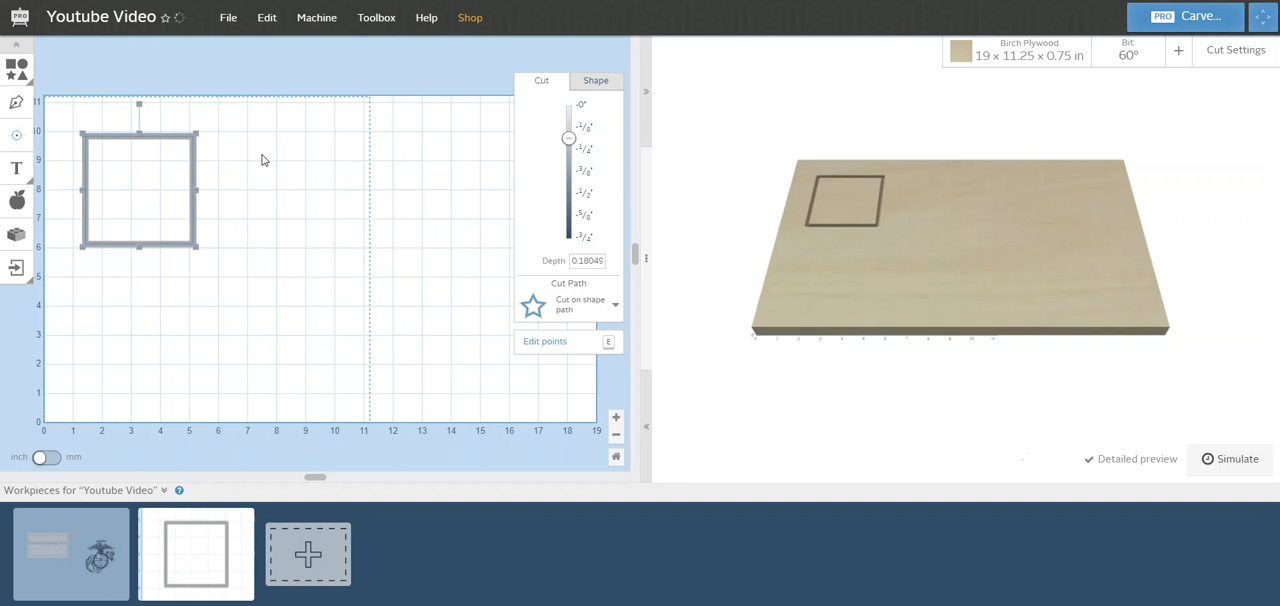 PRO
Youtube Video
File
Edit
Machine
Toolbox
Help
Shop
PRO Carve...
Birch Plywood
19 × 11.25 × 0.75 in
Bit:
60°
+
Cut Settings
Cut
Shape
-0"
-1/8"
-1/4"
-3/8"
-1/2"
-5/8"
-3/4"
Depth 0.18049
Cut Path
Cut on shape
path
Edit points
E
T
11
10
9
8
7
6
5
4
3
2
1
0
0 1 2 3 4 5 6 7 8 9 10 11 12 13 14 15 16 17 18 19
inch
mm
Detailed preview
Simulate
Workpieces for "Youtube Video"
?